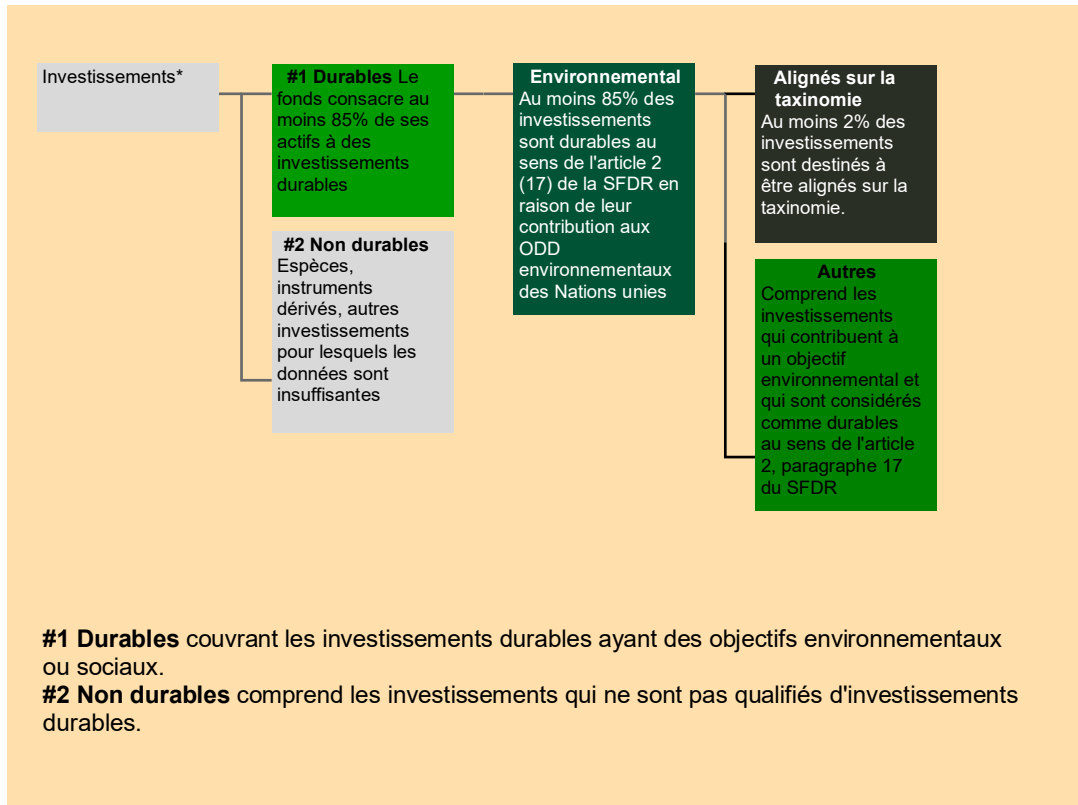 Investissements*
#1 Durables Le
fonds consacre au
moins 85% de ses
actifs à des
investissements
durables
#2 Non durables
Espèces,
instruments
dérivés, autres
investissements
pour lesquels les
données sont
insuffisantes
Environnemental
Au moins 85% des
investissements
sont durables au
sens de l'article 2
(17) de la SFDR en
raison de leur
contribution aux
ODD
environnementaux
des Nations unies
Alignés sur la
taxinomie
Au moins 2% des
investissements
sont destinés à
être alignés sur la
taxinomie.
Autres
Comprend les
investissements
qui contribuent à
un objectif
environnemental et
qui sont considérés
comme durables
au sens de l'article
2, paragraphe 17
du SFDR
#1 Durables couvrant les investissements durables ayant des objectifs environnementaux
ou sociaux.
#2 Non durables comprend les investissements qui ne sont pas qualifiés d'investissements
durables.